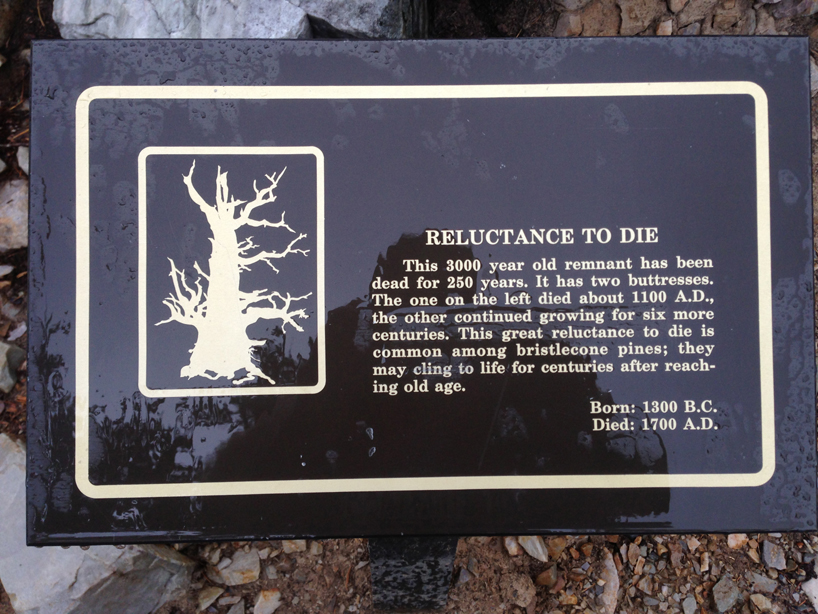 RELUCTANCE TO DIE
This 3000 year old remnant has been
dead for 250 years. It has two buttresses.
The one on the left died about 1100 A.D.,
the other continued growing for six more
centuries. This great reluctance to die is
common among bristlecone pines; they
may cling to life for centuries after reach-
ing old age.
Born: 1300 B.C.
Died: 1700 A.D.